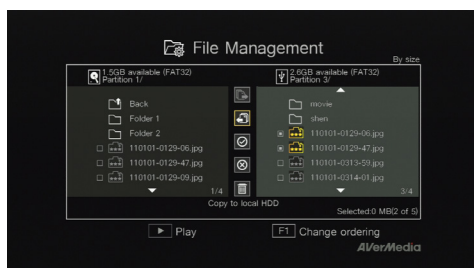 File Management
By size
1.5GB available (FAT32)
Partition 1/
Back
Folder 1
Folder 2
110101-0129-06.jpg
110101-0129-47.jpg
110101-0129-09.jpg
1/4
2.6GB available (FAT32)
Partition 3/
movie
shen
110101-0129-06.jpg
110101-0129-47.jpg
110101-0313-59.jpg
110101-0314-01.jpg
3/4
Copy to local HDD
Selected:0 MB(2 of 5)
Play
F1 Change ordering
AVerMedia